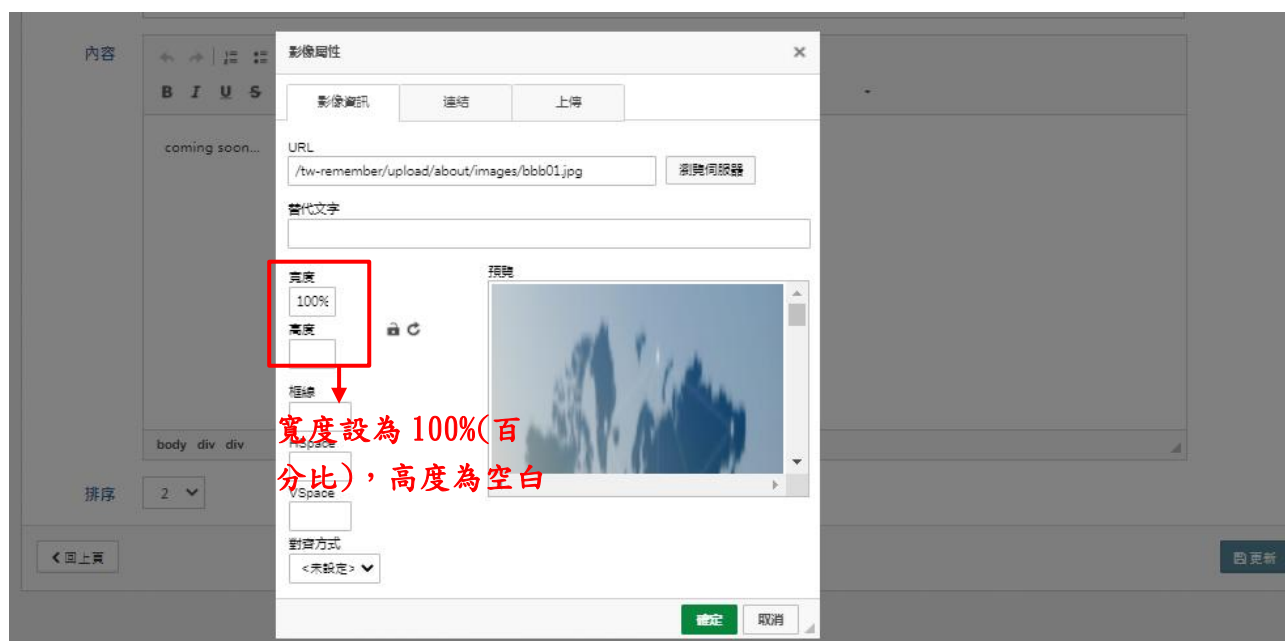 內容
影像屬性
×
B I U S
影像資訊 連結 上傳
coming soon...
URL
/tw-remember/upload/about/images/bbb01.jpg 瀏覽伺服器
替代文字
寬度 預覽
100%
高度
框線
寬度設為 100%(百
HSpace
分比)，高度為空白
VSpace
body div div
排序 2
對齊方式
<未設定>
回上頁 更新
確定 取消